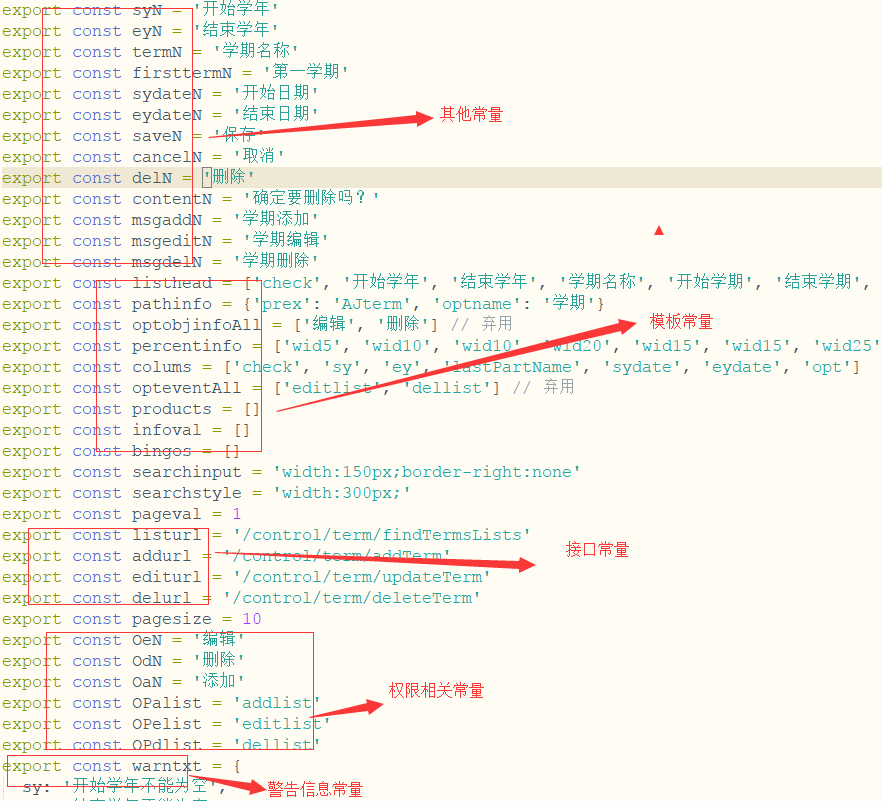 export const syN = '开始学年'
export const eyN = '结束学年'
export const termN = '学期名称'
export const firsttermN = '第一学期'
export const sydateN = '开始日期'
export const eydateN = '结束日期'
其他常量
export const saveN = '保存'
export const cancelN = '取消'
export const delN = '删除'
export const contentN = '确定要删除吗？'
export const msgaddN = '学期添加'
export const msgeditN = '学期编辑'
export const msgdelN = '学期删除'
export const listhead = ['check', '开始学年', '结束学年', '学期名称', '开始学期', '结束学期',
export const pathinfo = {'prex': 'AJterm', 'optname': '学期'}
export const optobjinfoAll = ['编辑', '删除'] // 弃用
模板常量
export const percentinfo = ['wid5', 'wid10', 'wid10', 'wid20', 'wid15', 'wid15', 'wid25'
export const colums = ['check', 'sy', 'ey', 'lastPartName', 'sydate', 'eydate', 'opt']
export const opteventAll = ['editlist', 'dellist'] // 弃用
export const products = []
export const infoval = []
export const bingos = []
export const searchinput = 'width:150px;border-right:none'
export const searchstyle = 'width:300px;'
export const pageval = 1
export const listurl = '/control/term/findTermsLists'
export const addurl = '/control/term/addTerm'
接口常量
export const editurl = '/control/term/updateTerm'
export const delurl = '/control/term/deleteTerm'
export const pagesize = 10
export const OeN = '编辑'
export const OdN = '删除'
export const OaN = '添加'
权限相关常量
export const OPalist = 'addlist'
export const OPelist = 'editlist'
export const OPdlist = 'dellist'
export const warntxt = {
sy: '开始学年不能为空',
警告信息常量